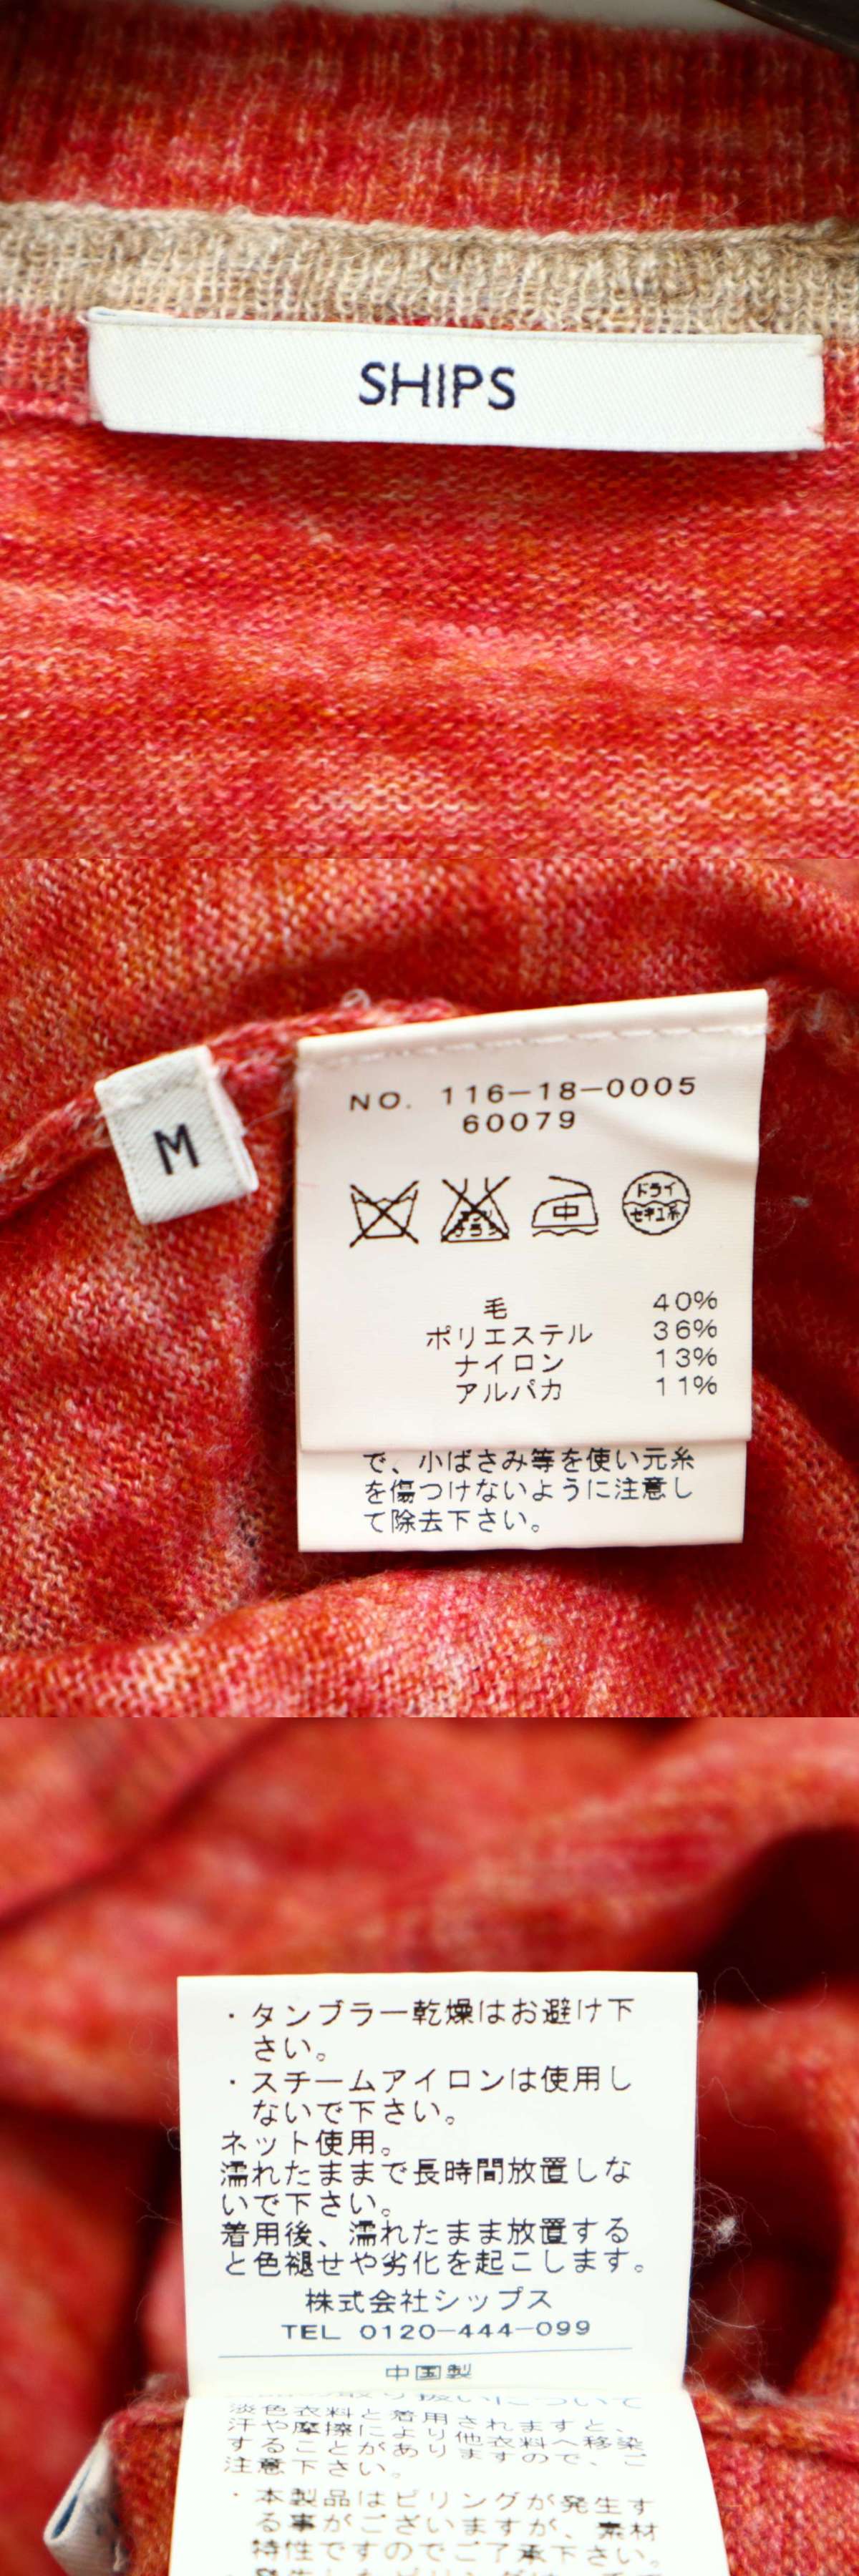 SHIPS
M
NO. 116-18-0005
60079
中
ドライ
セキユ系
毛 40%
ポリエステル 36%
ナイロン 13%
アルパカ 11%
で、小ばさみ等を使い元糸
を傷つけないように注意し
て除去下さい。
・タンブラー乾燥はお避け下
さい。
・スチームアイロンは使用し
ないで下さい。
ネット使用。
濡れたままで長時間放置しな
いで下さい。
着用後、濡れたまま放置する
と色褪せや劣化を起こします。
株式会社シップス
TEL 0120-444-099
中国製
取り扱いについて
淡色衣料と着用されますと、
汗や摩擦により他衣料へ移染
することがありますので、ご
注意下さい。
・本製品はピリングが発生す
る事がございますが、素材
特性ですのでご了承下さい。